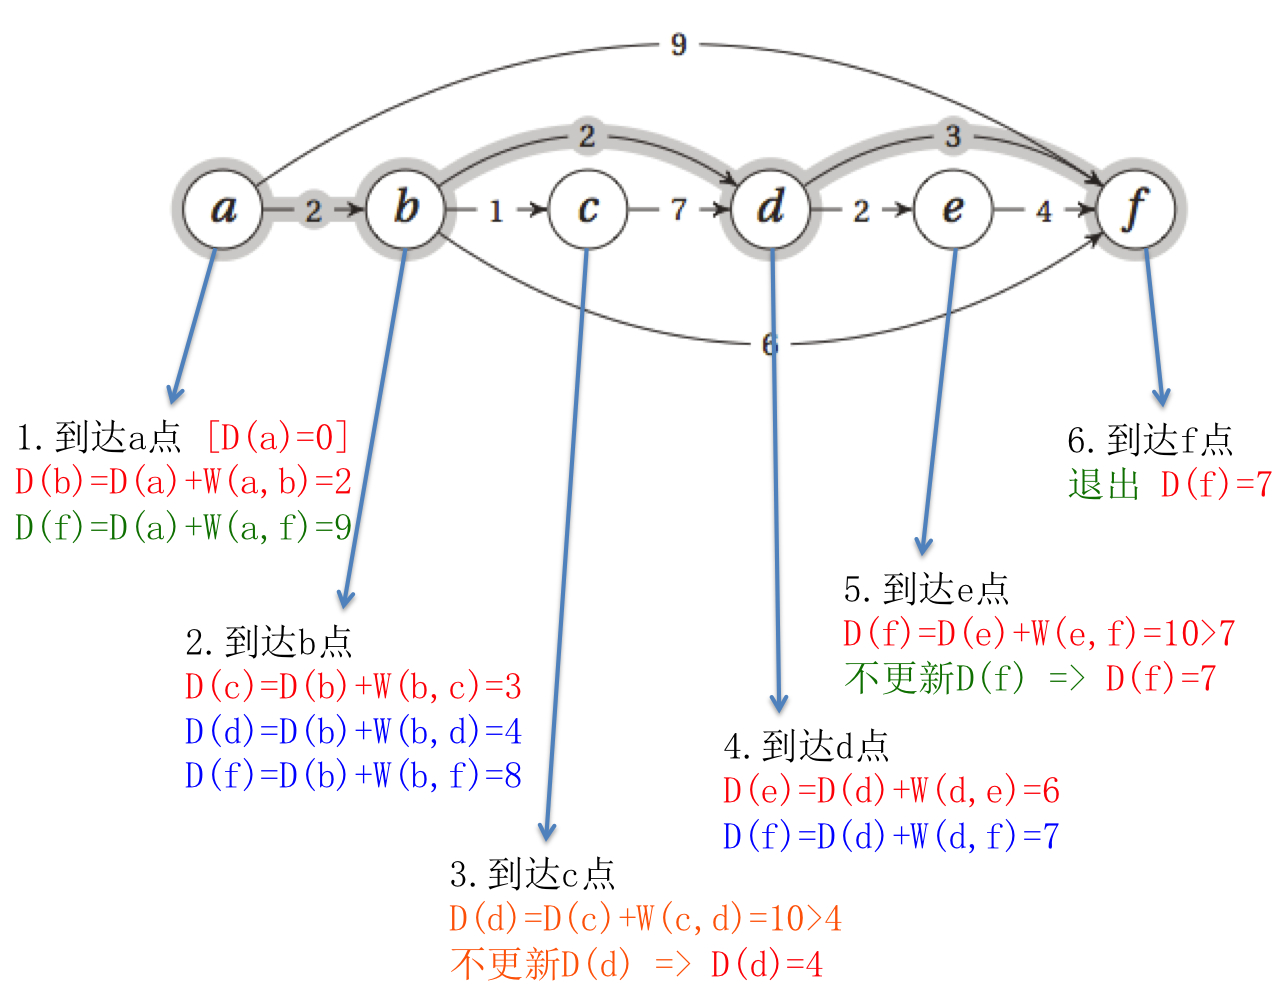 9
2
3
a
2
b
1
c
7
d
2
e
4
f
6
1.到达a点 [D(a)=0]
D(b)=D(a)+W(a,b)=2
D(f)=D(a)+W(a,f)=9
2.到达b点
D(c)=D(b)+W(b,c)=3
D(d)=D(b)+W(b,d)=4
D(f)=D(b)+W(b,f)=8
3.到达c点
D(d)=D(c)+W(c,d)=10>4
不更新D(d) => D(d)=4
4.到达d点
D(e)=D(d)+W(d,e)=6
D(f)=D(d)+W(d,f)=7
5.到达e点
D(f)=D(e)+W(e,f)=10>7
不更新D(f) => D(f)=7
6.到达f点
退出 D(f)=7